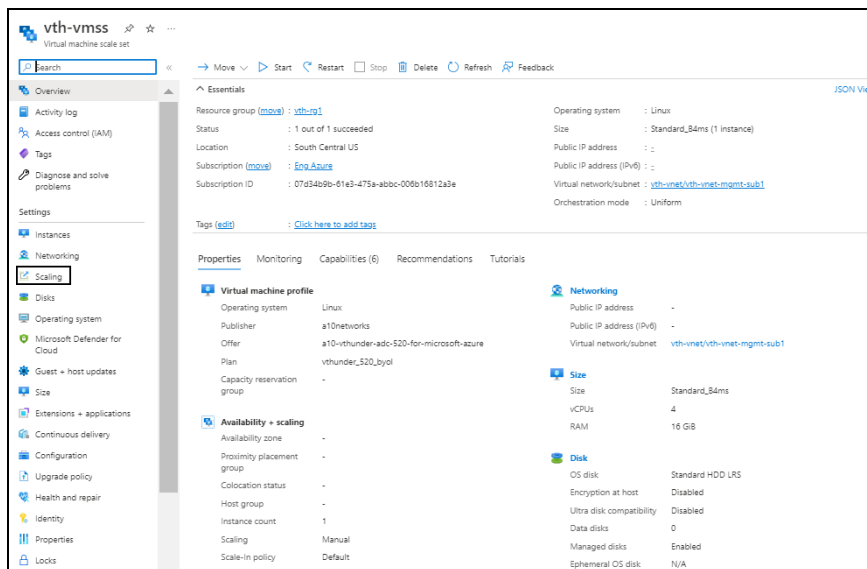 vth-vmss
Virtual machine scale set
Search
«
Move
Start
Restart
Stop
Delete
Refresh
Feedback
Overview
Activity log
Access control (IAM)
Tags
Diagnose and solve
problems
Settings
Instances
Networking
Scaling
Disks
Operating system
Microsoft Defender for
Cloud
Guest + host updates
Size
Extensions + applications
Continuous delivery
Configuration
Upgrade policy
Health and repair
Identity
Properties
Locks
Essentials
JSON Vie
Resource group (move) : vth-rg1
Status : 1 out of 1 succeeded
Location : South Central US
Subscription (move) : Eng Azure
Subscription ID : 07d34b9b-61e3-475a-abbc-006b16812a3e
Operating system : Linux
Size : Standard_B4ms (1 instance)
Public IP address : -
Public IP address (IPv6) : -
Virtual network/subnet : vth-vnet/vth-vnet-mgmt-sub1
Orchestration mode : Uniform
Tags (edit) : Click here to add tags
Properties Monitoring Capabilities (6) Recommendations Tutorials
Virtual machine profile
Operating system Linux
Publisher a10networks
Offer a10-vthunder-adc-520-for-microsoft-azure
Plan vthunder_520_byol
Capacity reservation
group -
Availability + scaling
Availability zone -
Proximity placement
group -
Colocation status -
Host group -
Instance count 1
Scaling Manual
Scale-In policy Default
Networking
Public IP address -
Public IP address (IPv6) -
Virtual network/subnet vth-vnet/vth-vnet-mgmt-sub1
Size
Size Standard_B4ms
vCPUs 4
RAM 16 GiB
Disk
OS disk Standard HDD LRS
Encryption at host Disabled
Ultra disk compatibility Disabled
Data disks 0
Managed disks Enabled
Ephemeral OS disk N/A